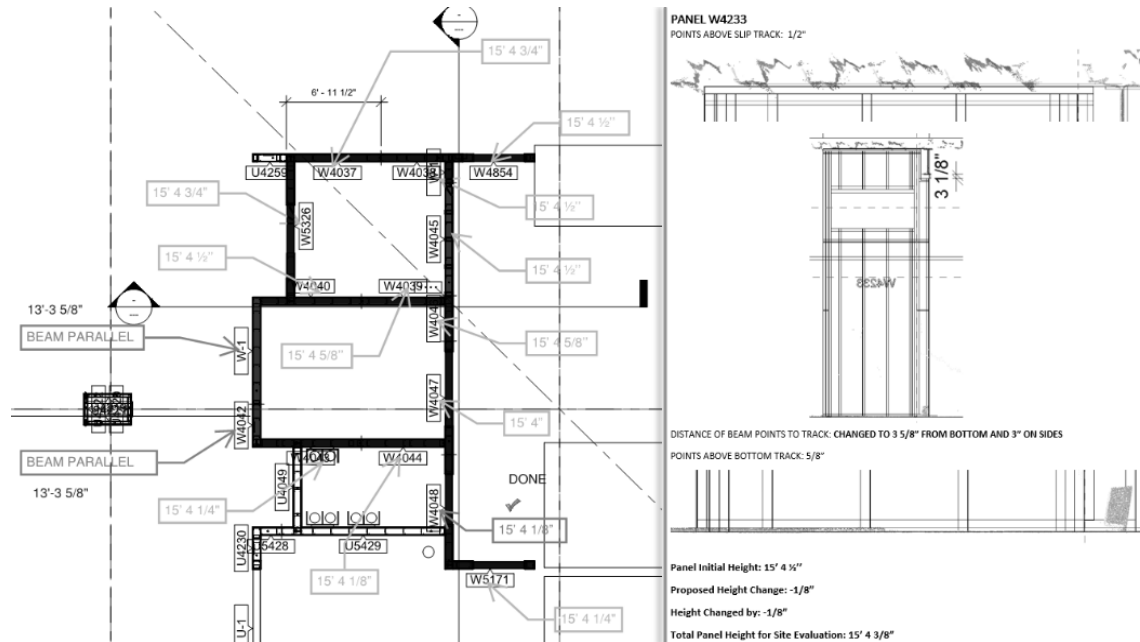 15' 4 3/4"
6' - 11 1/2"
15' 4 ½"
U4259
W4037
W4038
W4854
15' 4 3/4"
W5326
15' 4 ½"
W4045
15' 4 ½"
15' 4 ½"
W4040
W4039
13'-3 5/8"
BEAM PARALLEL
W-1
15' 4 5/8"
15' 4 5/8"
W4047
15' 4"
W4042
BEAM PARALLEL
13'-3 5/8"
W4043
W4044
U4049
DONE
15' 4 1/4"
W4048
15' 4 1/8"
U4230
U5428
U5429
15' 4 1/8"
W5171
15' 4 1/4"
U-1
PANEL W4233
POINTS ABOVE SLIP TRACK: 1/2"
3 1/8"
W4233
DISTANCE OF BEAM POINTS TO TRACK: CHANGED TO 3 5/8" FROM BOTTOM AND 3" ON SIDES
POINTS ABOVE BOTTOM TRACK: 5/8"
Panel Initial Height: 15' 4 ½"
Proposed Height Change: -1/8"
Height Changed by: -1/8"
Total Panel Height for Site Evaluation: 15' 4 3/8"